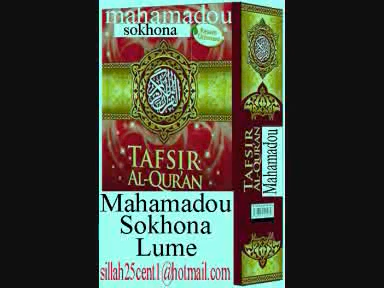 mahamadou
sokhona
TAFSIR
AL-QUR'AN
Mahamadou
Sokhona
Lume
sillah25cent1@hotmail.com
TAFSIR
AL-QUR'AN
Mahamadou